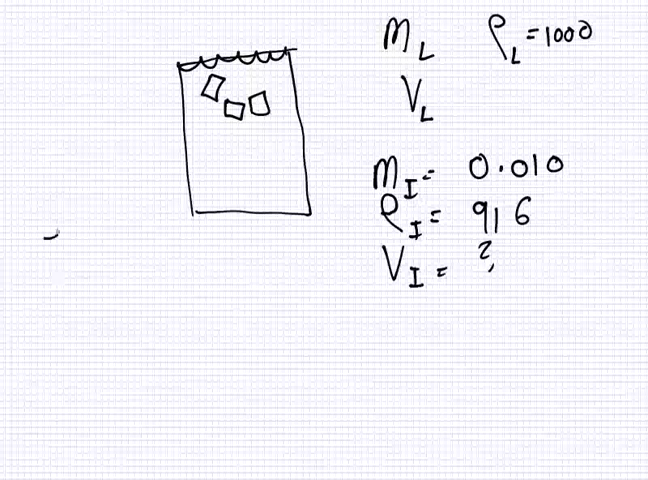 M_L ρ_L = 1000
V_L
m_I = 0.010
ρ_I = 916
V_I = ?